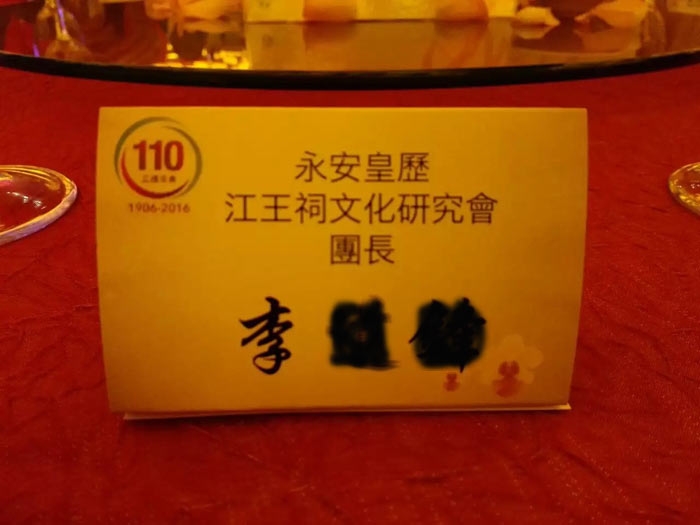 110
1906-2016
永安皇歷
江王祠文化研究會
團長
李